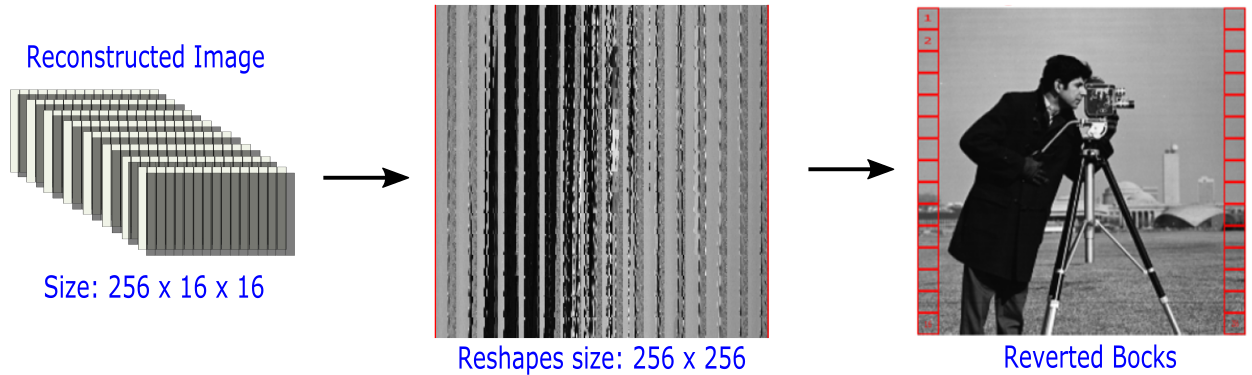 Reconstructed Image
Size: 256 x 16 x 16
Reshapes size: 256 x 256
1
2
Reverted Bocks